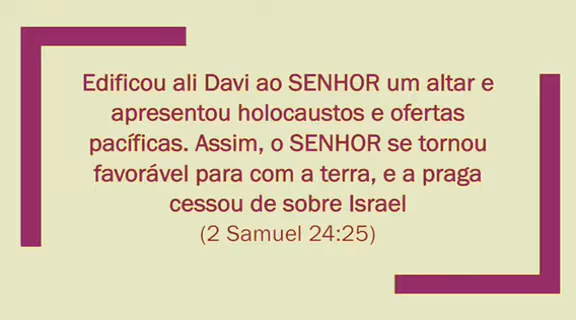 Edificou ali Davi ao SENHOR um altar e
apresentou holocaustos e ofertas
pacíficas. Assim, o SENHOR se tornou
favorável para com a terra, e a praga
cessou de sobre Israel
(2 Samuel 24:25)